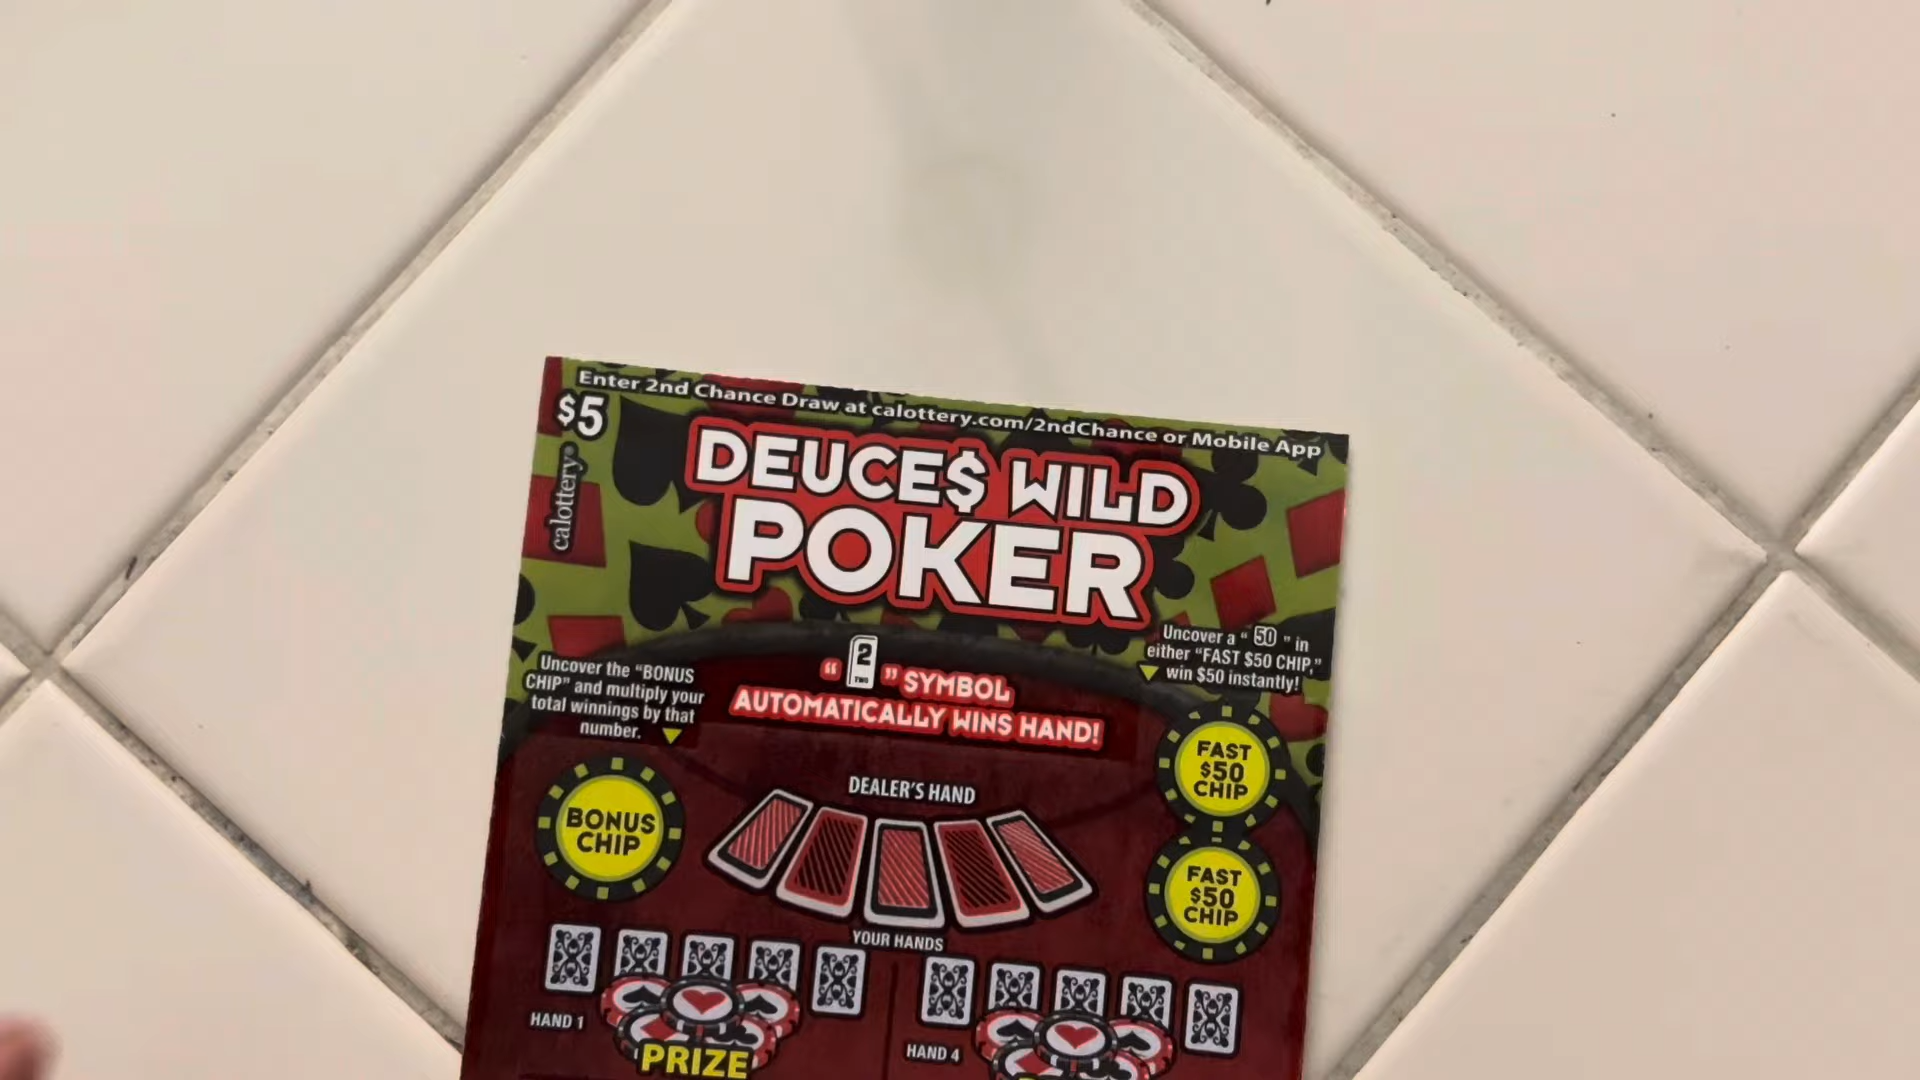 Enter 2nd Chance Draw at calottery.com/2ndChance or Mobile App
$5
calottery®
DEUCE$ WILD
POKER
Uncover the "BONUS
CHIP" and multiply your
total winnings by that
number.
" 2
TWO " SYMBOL
AUTOMATICALLY WINS HAND!
Uncover a " 50 " in
either "FAST $50 CHIP,"
win $50 instantly!
BONUS
CHIP
DEALER'S HAND
FAST
$50
CHIP
FAST
$50
CHIP
YOUR HANDS
HAND 1
PRIZE
HAND 4